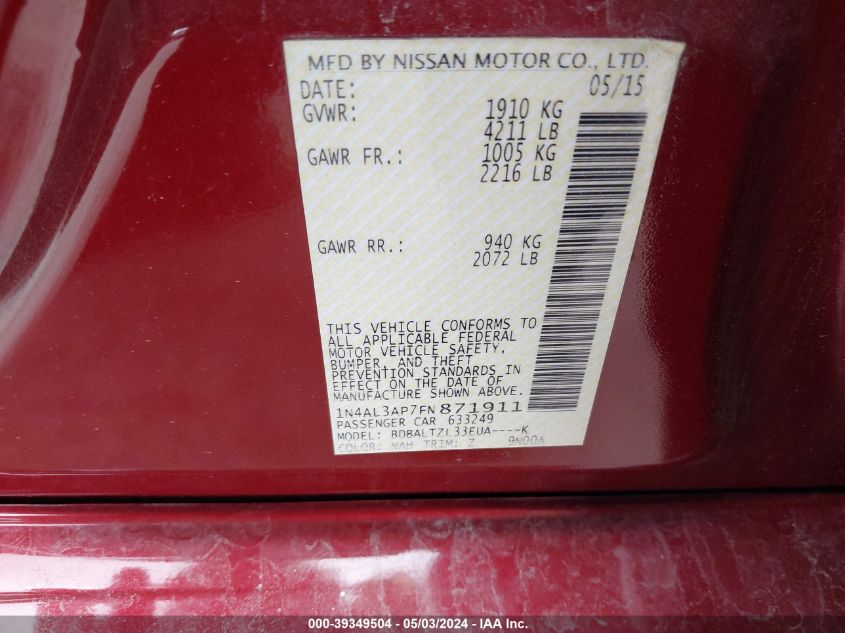 MFD BY NISSAN MOTOR CO., LTD.
DATE: 05/15
GVWR: 1910 KG
4211 LB
GAWR FR.: 1005 KG
2216 LB
GAWR RR.: 940 KG
2072 LB
THIS VEHICLE CONFORMS TO
ALL APPLICABLE FEDERAL
MOTOR VEHICLE SAFETY,
BUMPER, AND THEFT
PREVENTION STANDARDS IN
EFFECT ON THE DATE OF
MANUFACTURE SHOWN ABOVE.
1N4AL3AP7FN871911
PASSENGER CAR 633249
MODEL: BDBALTZL33EUA----K
COLOR: NAH TRIM: Z 9N00A
000-39349504 - 05/03/2024 - IAA Inc.